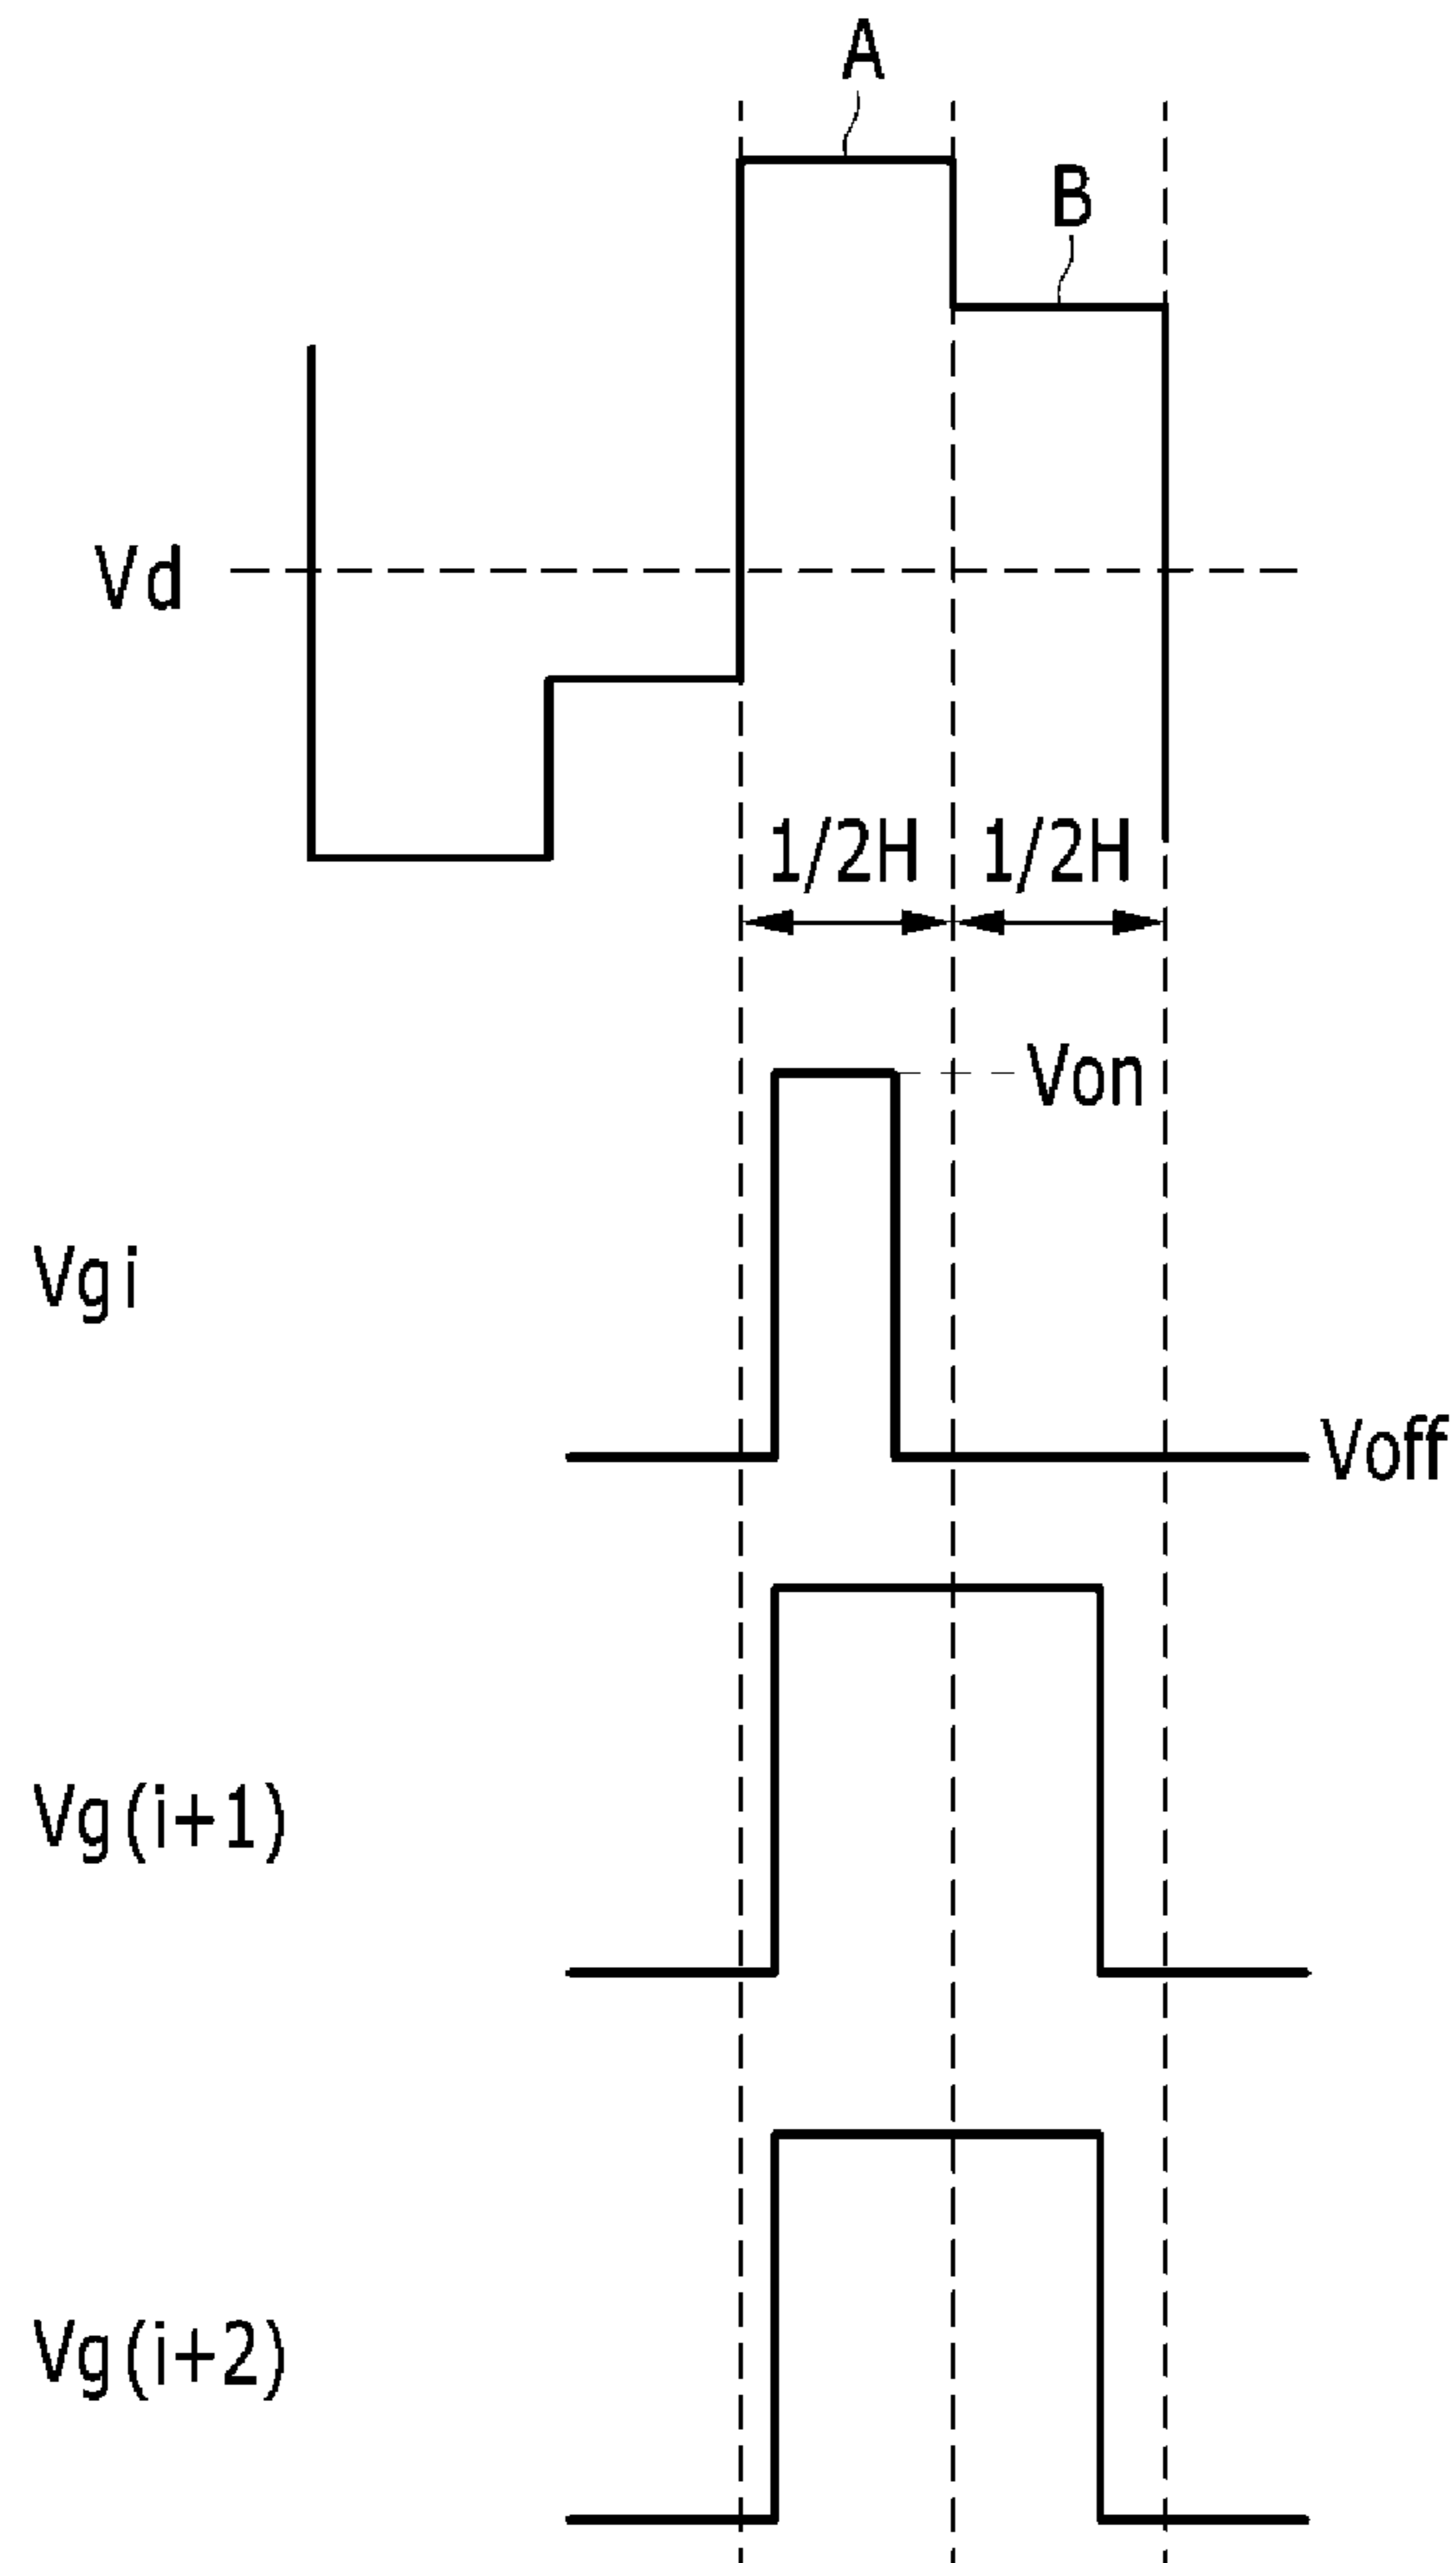 A
B
Vd
1/2H 1/2H
Von
Vgi
Voff
Vg(i+1)
Vg(i+2)